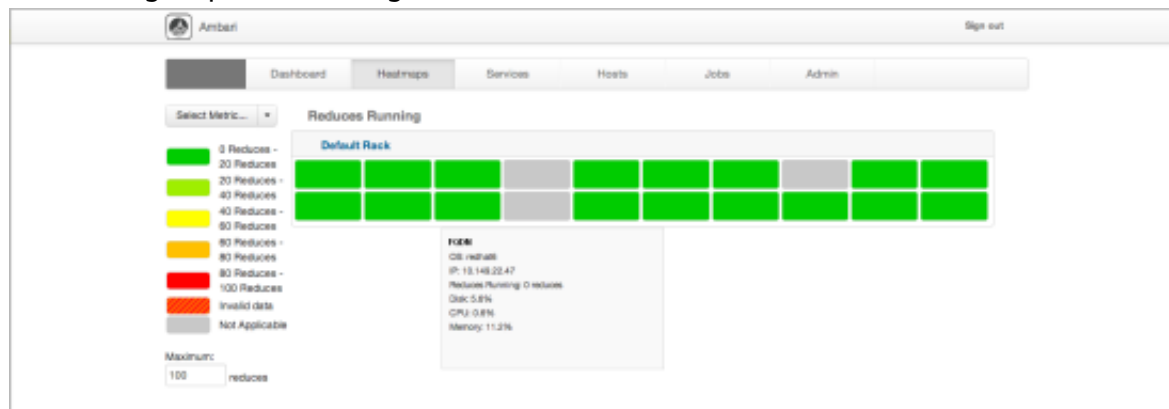 Ambari
Sign out
Dashboard
Heatmaps
Services
Hosts
Jobs
Admin
Select Metric...
Reduces Running
Default Rack
0 Reduces -
20 Reduces
20 Reduces -
40 Reduces
40 Reduces -
60 Reduces
60 Reduces -
80 Reduces
80 Reduces -
100 Reduces
Invalid data
Not Applicable
Maximum:
100 reduces
FQDN
OS: redhat6
IP: 10.149.22.47
Reduces Running: 0 reduces
Disk: 5.8%
CPU: 0.8%
Memory: 11.2%